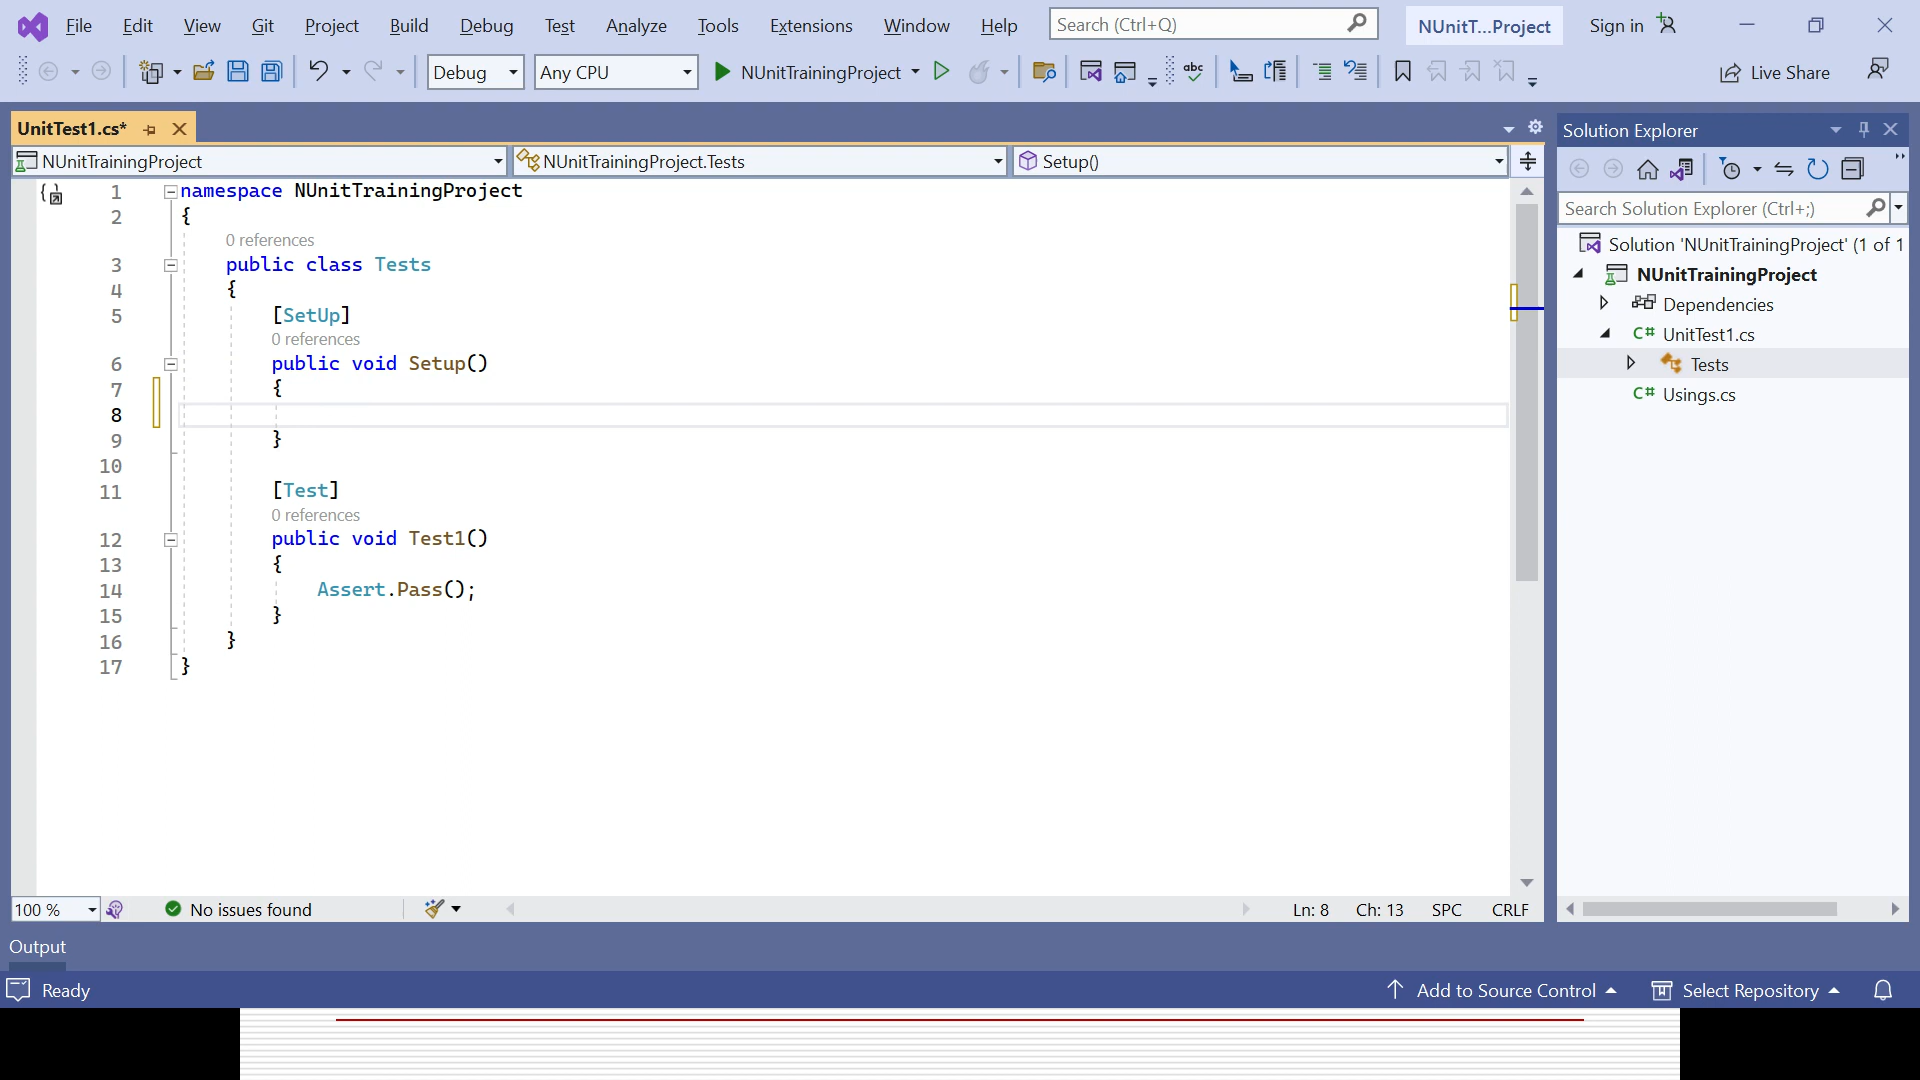 File Edit View Git Project Build Debug Test Analyze Tools Extensions Window Help Search (Ctrl+Q) NUnitT...Project Sign in
Debug Any CPU NUnitTrainingProject abc Live Share
UnitTest1.cs*
NUnitTrainingProject NUnitTrainingProject.Tests Setup()
1 namespace NUnitTrainingProject
2 {
0 references
3 public class Tests
4 {
5 [SetUp]
0 references
6 public void Setup()
7 {
8
9 }
10
11 [Test]
0 references
12 public void Test1()
13 {
14 Assert.Pass();
15 }
16 }
17 }
100 % No issues found Ln: 8 Ch: 13 SPC CRLF
Solution Explorer
Search Solution Explorer (Ctrl+;)
Solution 'NUnitTrainingProject' (1 of 1
NUnitTrainingProject
Dependencies
C# UnitTest1.cs
Tests
C# Usings.cs
Output
Ready Add to Source Control Select Repository